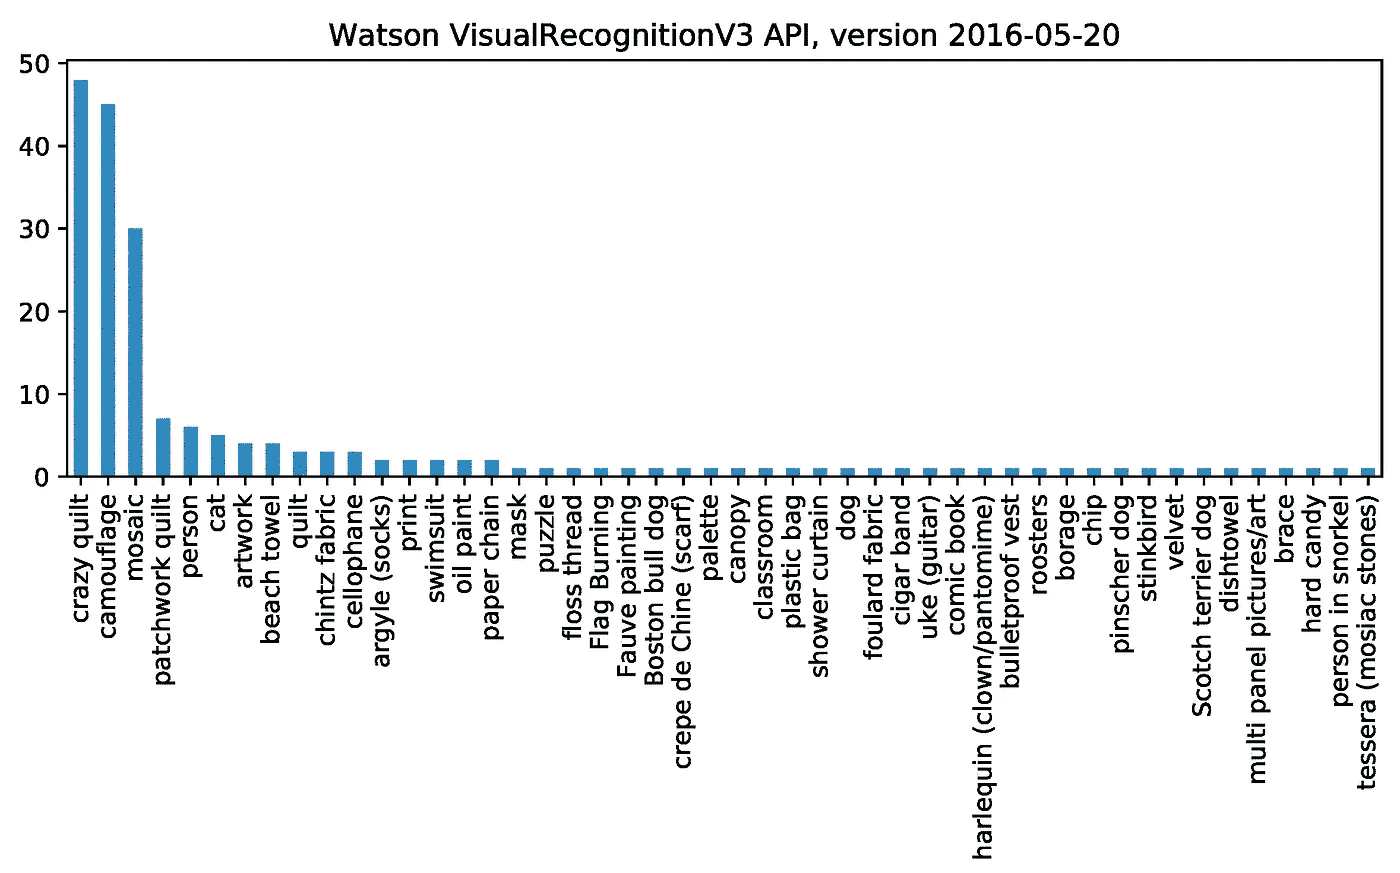 Watson VisualRecognitionV3 API, version 2016-05-20
50
40
30
20
10
0
crazy quilt
camouflage
mosaic
patchwork quilt
person
cat
artwork
beach towel
quilt
chintz fabric
cellophane
argyle (socks)
print
swimsuit
oil paint
paper chain
mask
puzzle
floss thread
Flag Burning
Fauve painting
Boston bull dog
crepe de Chine (scarf)
palette
canopy
classroom
plastic bag
shower curtain
dog
foulard fabric
cigar band
uke (guitar)
comic book
harlequin (clown/pantomime)
bulletproof vest
roosters
borage
chip
pinscher dog
stinkbird
velvet
Scotch terrier dog
dishtowel
multi panel pictures/art
brace
hard candy
person in snorkel
tessera (mosiac stones)